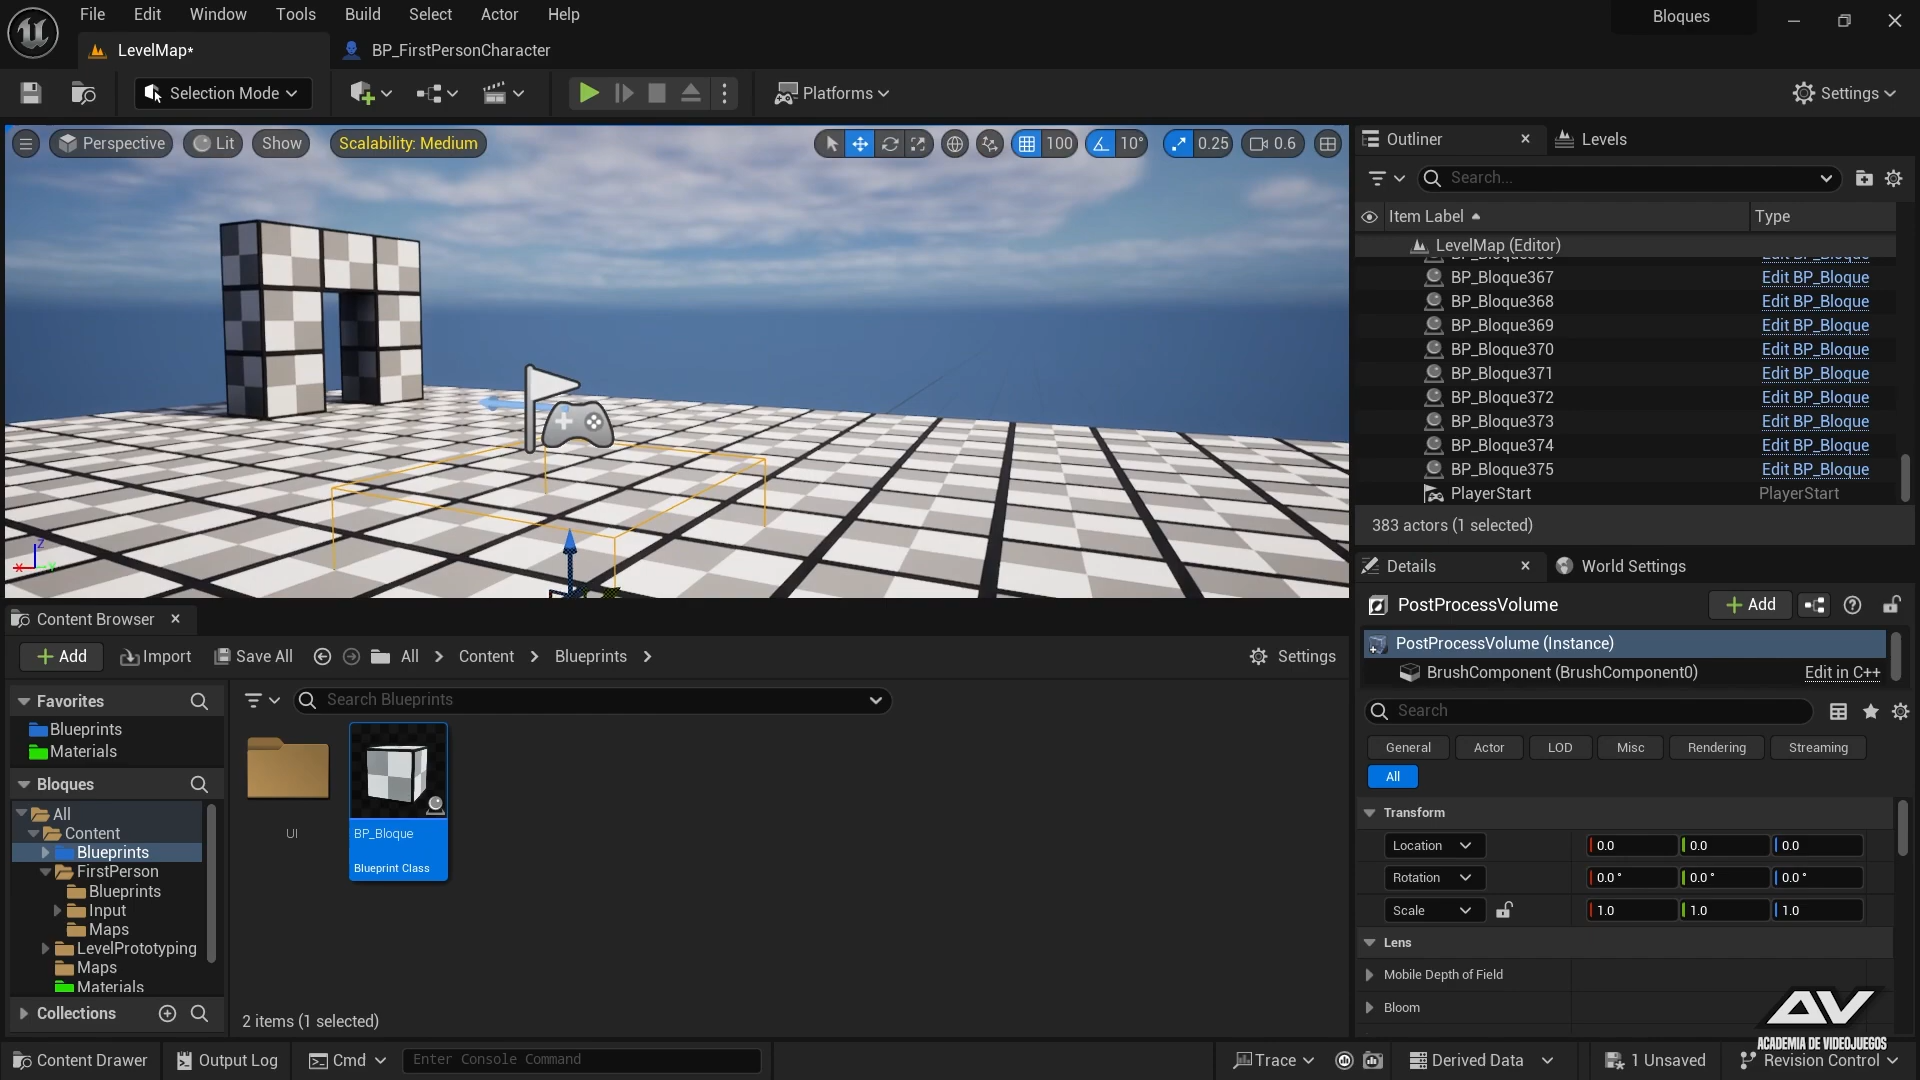 File Edit Window Tools Build Select Actor Help
Bloques
LevelMap*
BP_FirstPersonCharacter
Selection Mode
Platforms
Settings
Perspective
Lit
Show
Scalability: Medium
100
10°
0.25
0.6
Outliner
Levels
Search...
Item Label
Type
LevelMap (Editor)
BP_Bloque367 Edit BP_Bloque
BP_Bloque368 Edit BP_Bloque
BP_Bloque369 Edit BP_Bloque
BP_Bloque370 Edit BP_Bloque
BP_Bloque371 Edit BP_Bloque
BP_Bloque372 Edit BP_Bloque
BP_Bloque373 Edit BP_Bloque
BP_Bloque374 Edit BP_Bloque
BP_Bloque375 Edit BP_Bloque
PlayerStart PlayerStart
383 actors (1 selected)
Details
World Settings
PostProcessVolume
Add
PostProcessVolume (Instance)
BrushComponent (BrushComponent0) Edit in C++
Search
General Actor LOD Misc Rendering Streaming
All
Transform
Location 0.0 0.0 0.0
Rotation 0.0° 0.0° 0.0°
Scale 1.0 1.0 1.0
Lens
Mobile Depth of Field
Bloom
Z
X
Y
Content Browser
Add
Import
Save All
All
Content
Blueprints
Settings
Favorites
Blueprints
Materials
Bloques
All
Content
Blueprints
FirstPerson
Blueprints
Input
Maps
LevelPrototyping
Maps
Materials
Collections
Search Blueprints
UI
BP_Bloque
Blueprint Class
2 items (1 selected)
AV
ACADEMIA DE VIDEOJUEGOS
Content Drawer
Output Log
Cmd
Enter Console Command
Trace
Derived Data
1 Unsaved
Revision Control